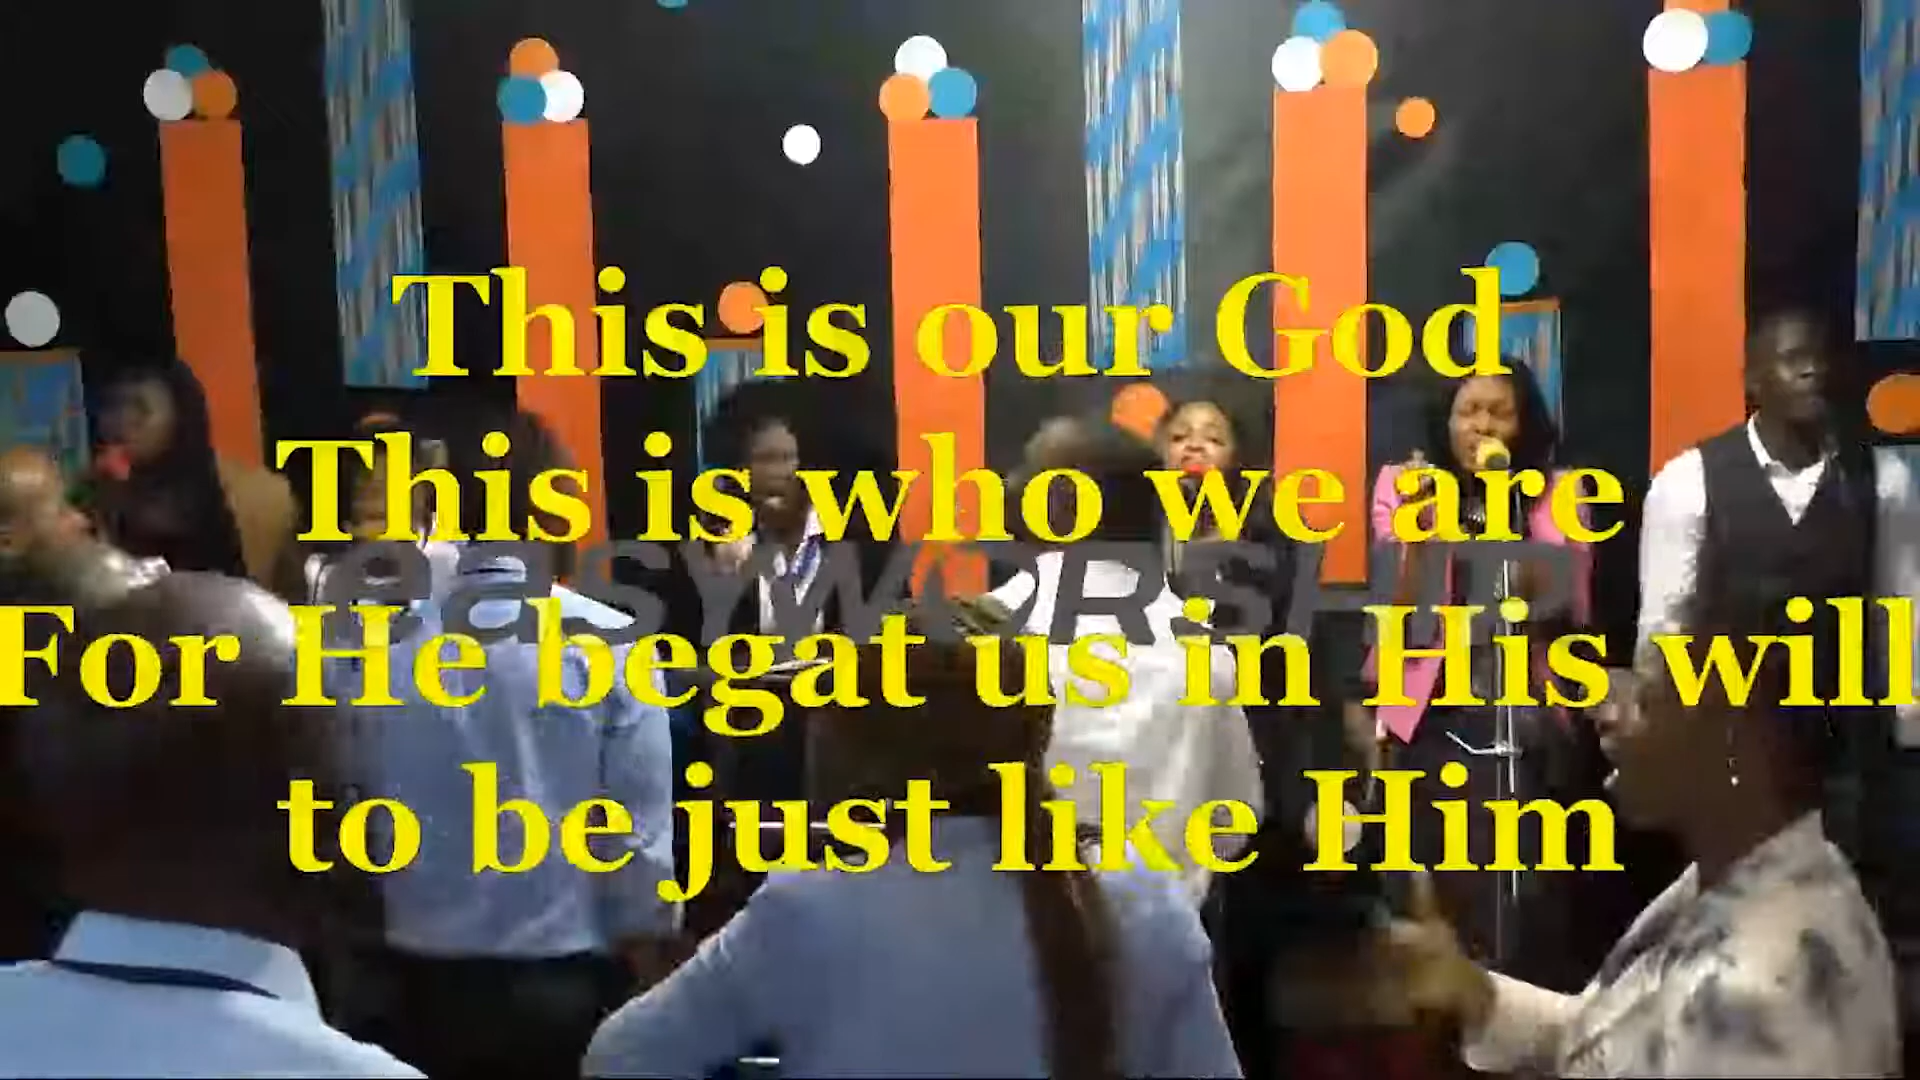 This is our God
This is who we are
easyworship
For He begat us in His will
to be just like Him